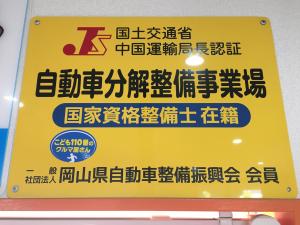 JS
国土交通省
中国運輸局長認証
自動車分解整備事業場
国家資格整備士 在籍
こども110番の
クルマ屋さん
一般
社団法人 岡山県自動車整備振興会 会員